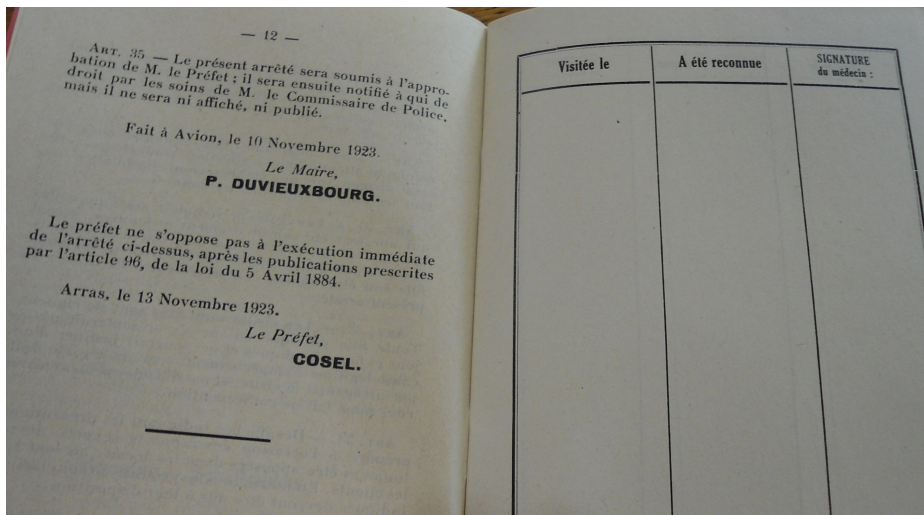 — 12 —
ART. 35 — Le présent arrêté sera soumis à l'appro-
bation de M. le Préfet ; il sera ensuite notifié à qui de
droit par les soins de M. le Commissaire de Police,
mais il ne sera ni affiché, ni publié.
Fait à Avion, le 10 Novembre 1923.
Le Maire,
P. DUVIEUXBOURG.
Le préfet ne s'oppose pas à l'exécution immédiate
de l'arrêté ci-dessus, après les publications prescrites
par l'article 96, de la loi du 5 Avril 1884.
Arras, le 13 Novembre 1923.
Le Préfet,
COSEL.
Visitée le
A été reconnue
SIGNATURE
du médecin :